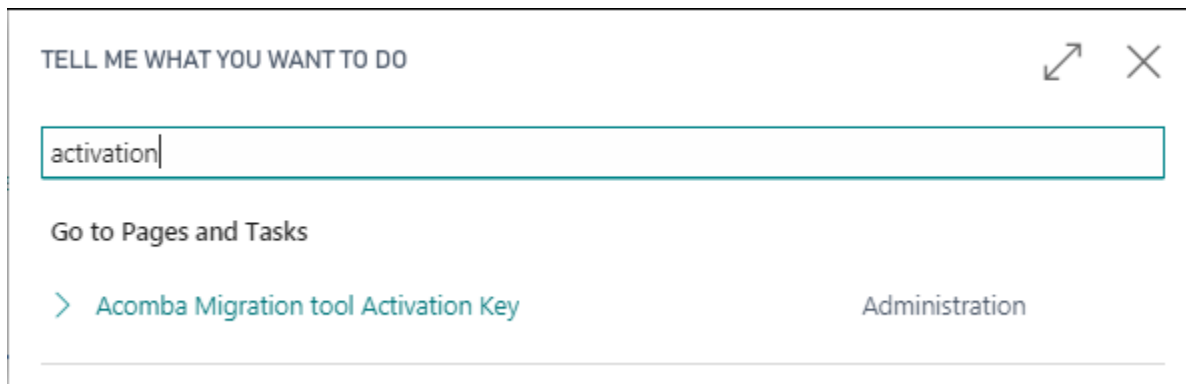 TELL ME WHAT YOU WANT TO DO
activation
Go to Pages and Tasks
Acomba Migration tool Activation Key Administration